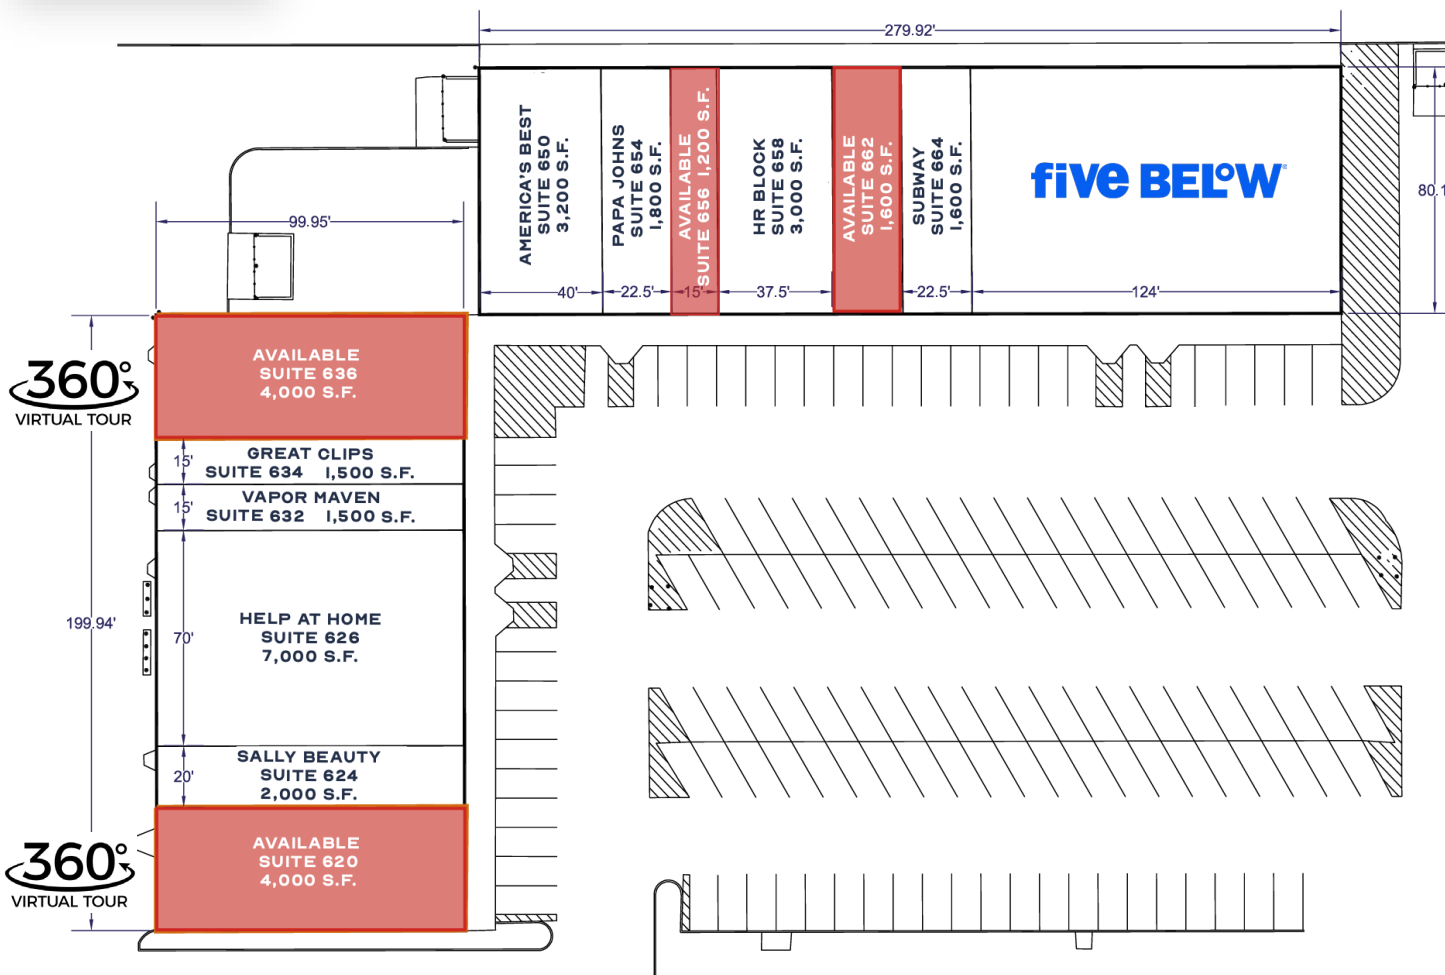 279.92'
AMERICA'S BEST
SUITE 650
3,200 S.F.
PAPA JOHNS
SUITE 654
1,800 S.F.
AVAILABLE
SUITE 656 1,200 S.F.
HR BLOCK
SUITE 658
3,000 S.F.
AVAILABLE
SUITE 662
1,600 S.F.
SUBWAY
SUITE 664
1,600 S.F.
five BELOW
80.1
40'
22.5'
15'
37.5'
22.5'
124'
99.95'
AVAILABLE
SUITE 636
4,000 S.F.
360°
VIRTUAL TOUR
15'
GREAT CLIPS
SUITE 634 1,500 S.F.
15'
VAPOR MAVEN
SUITE 632 1,500 S.F.
199.94'
70'
HELP AT HOME
SUITE 626
7,000 S.F.
20'
SALLY BEAUTY
SUITE 624
2,000 S.F.
AVAILABLE
SUITE 620
4,000 S.F.
360°
VIRTUAL TOUR